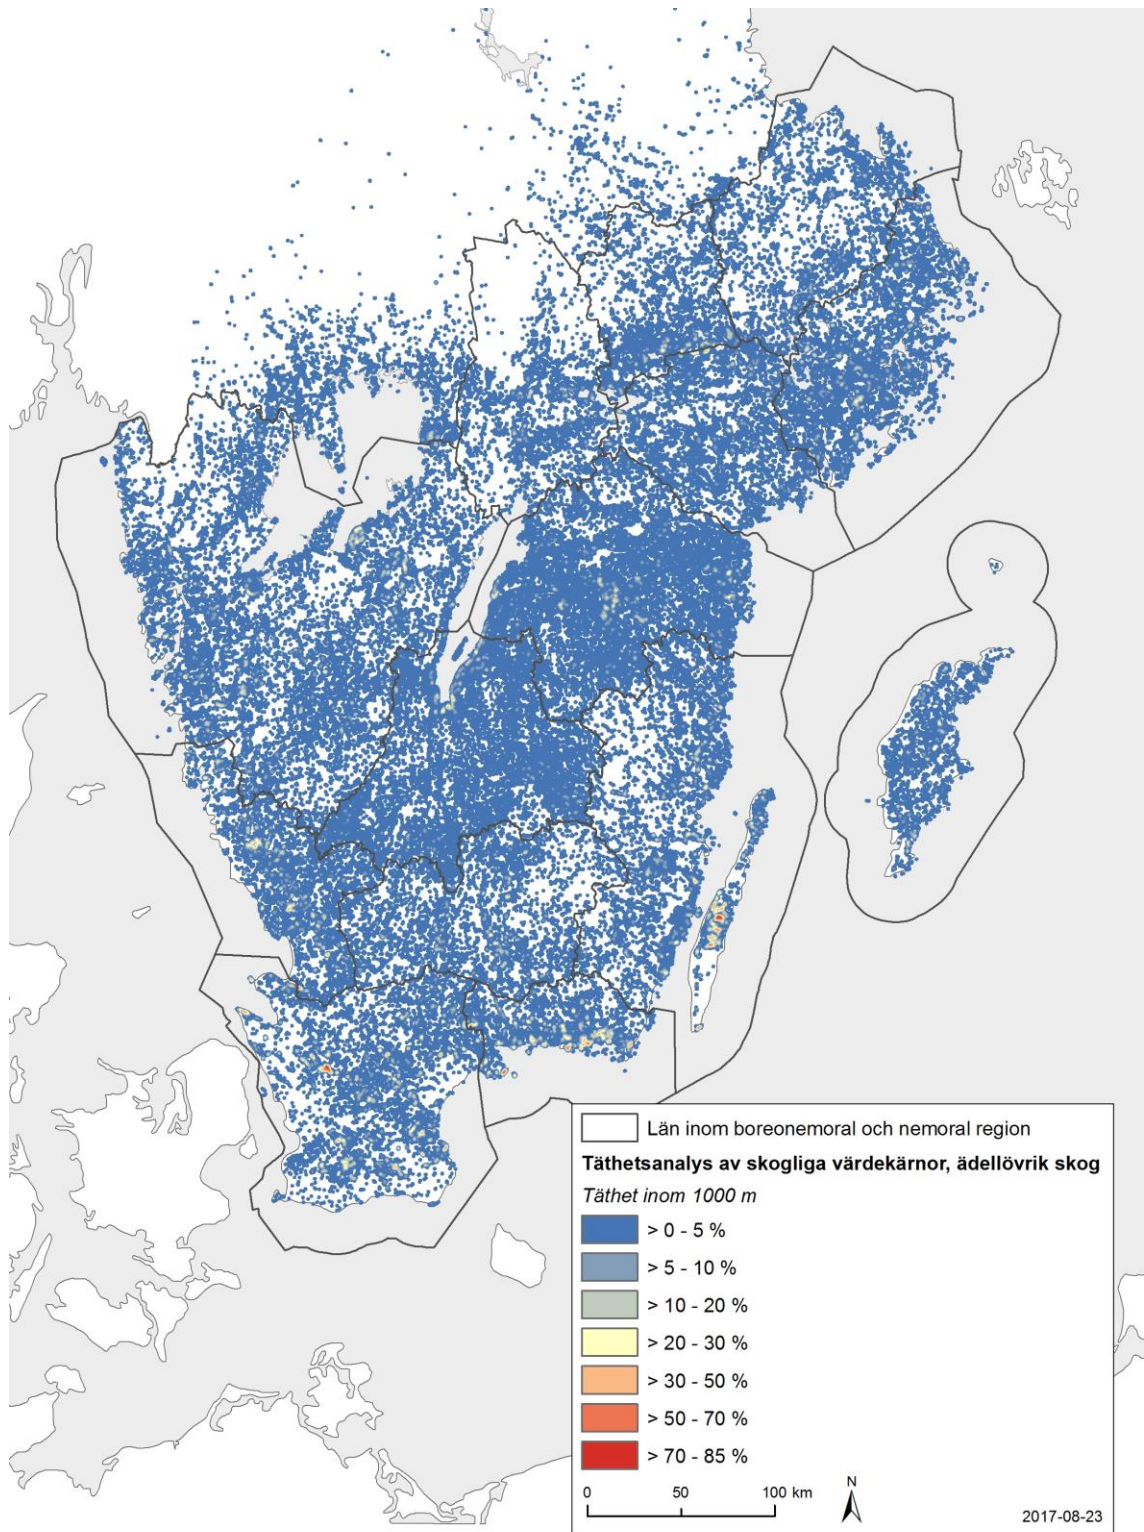 Län inom boreonemoral och nemoral region
Täthetsanalys av skogliga värdekärnor, ädellövrik skog
Täthet inom 1000 m
> 0 - 5 %
> 5 - 10 %
> 10 - 20 %
> 20 - 30 %
> 30 - 50 %
> 50 - 70 %
> 70 - 85 %
0 50 100 km
N
2017-08-23